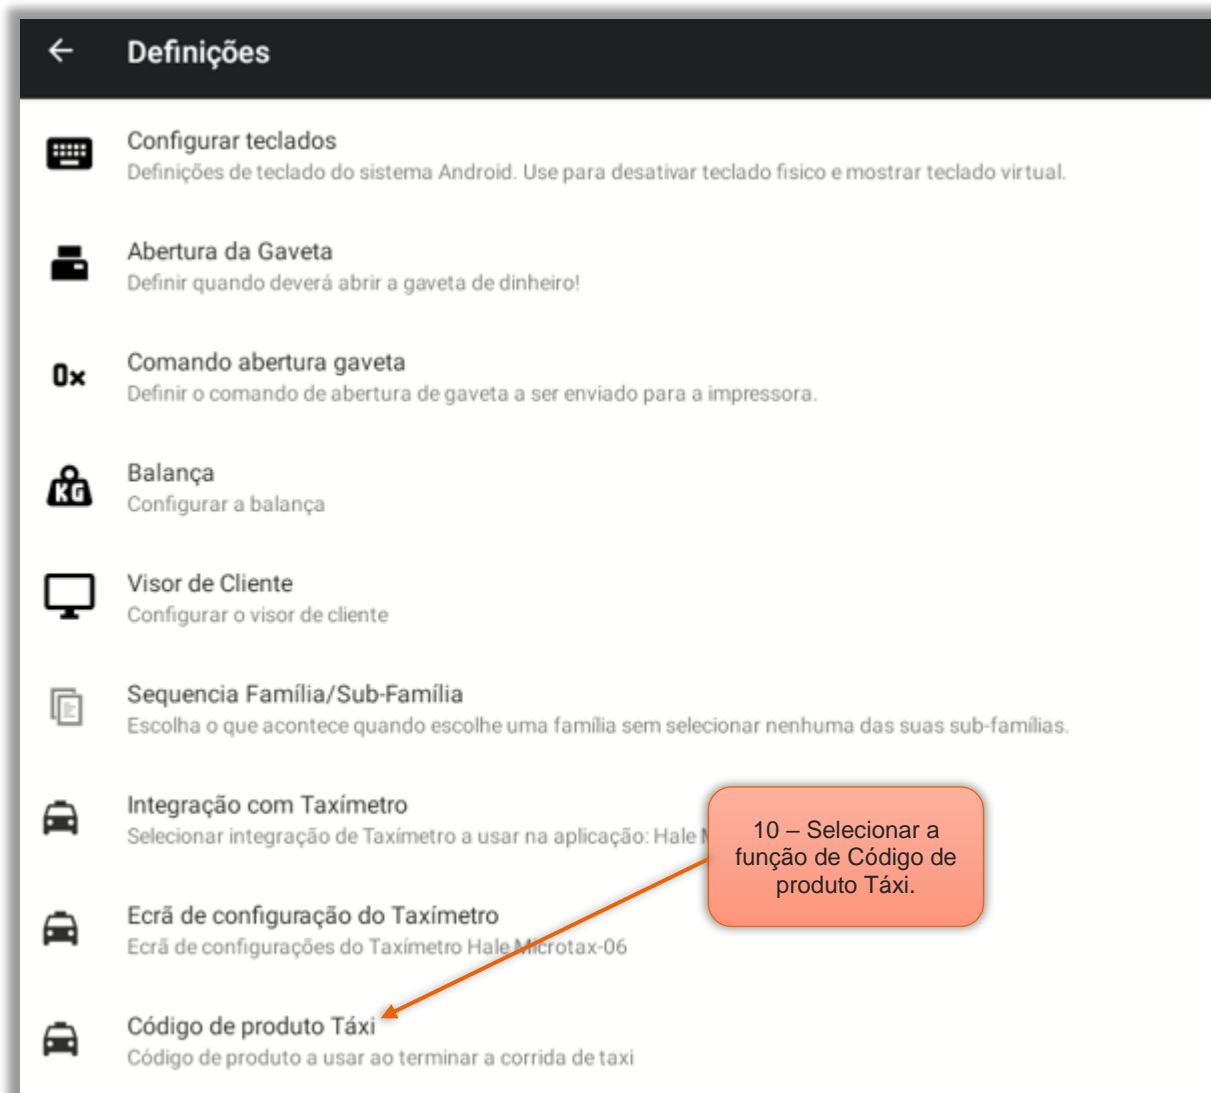 Definições
Configurar teclados
Definições de teclado do sistema Android. Use para desativar teclado fisico e mostrar teclado virtual.
Abertura da Gaveta
Definir quando deverá abrir a gaveta de dinheiro!
0x
Comando abertura gaveta
Definir o comando de abertura de gaveta a ser enviado para a impressora.
KG
Balança
Configurar a balança
Visor de Cliente
Configurar o visor de cliente
Sequencia Família/Sub-Família
Escolha o que acontece quando escolhe uma família sem selecionar nenhuma das suas sub-famílias.
Integração com Taxímetro
Selecionar integração de Taxímetro a usar na aplicação: Hale
10 – Selecionar a
função de Código de
produto Táxi.
Ecrã de configuração do Taxímetro
Ecrã de configurações do Taxímetro Hale Microtax-06
Código de produto Táxi
Código de produto a usar ao terminar a corrida de taxi